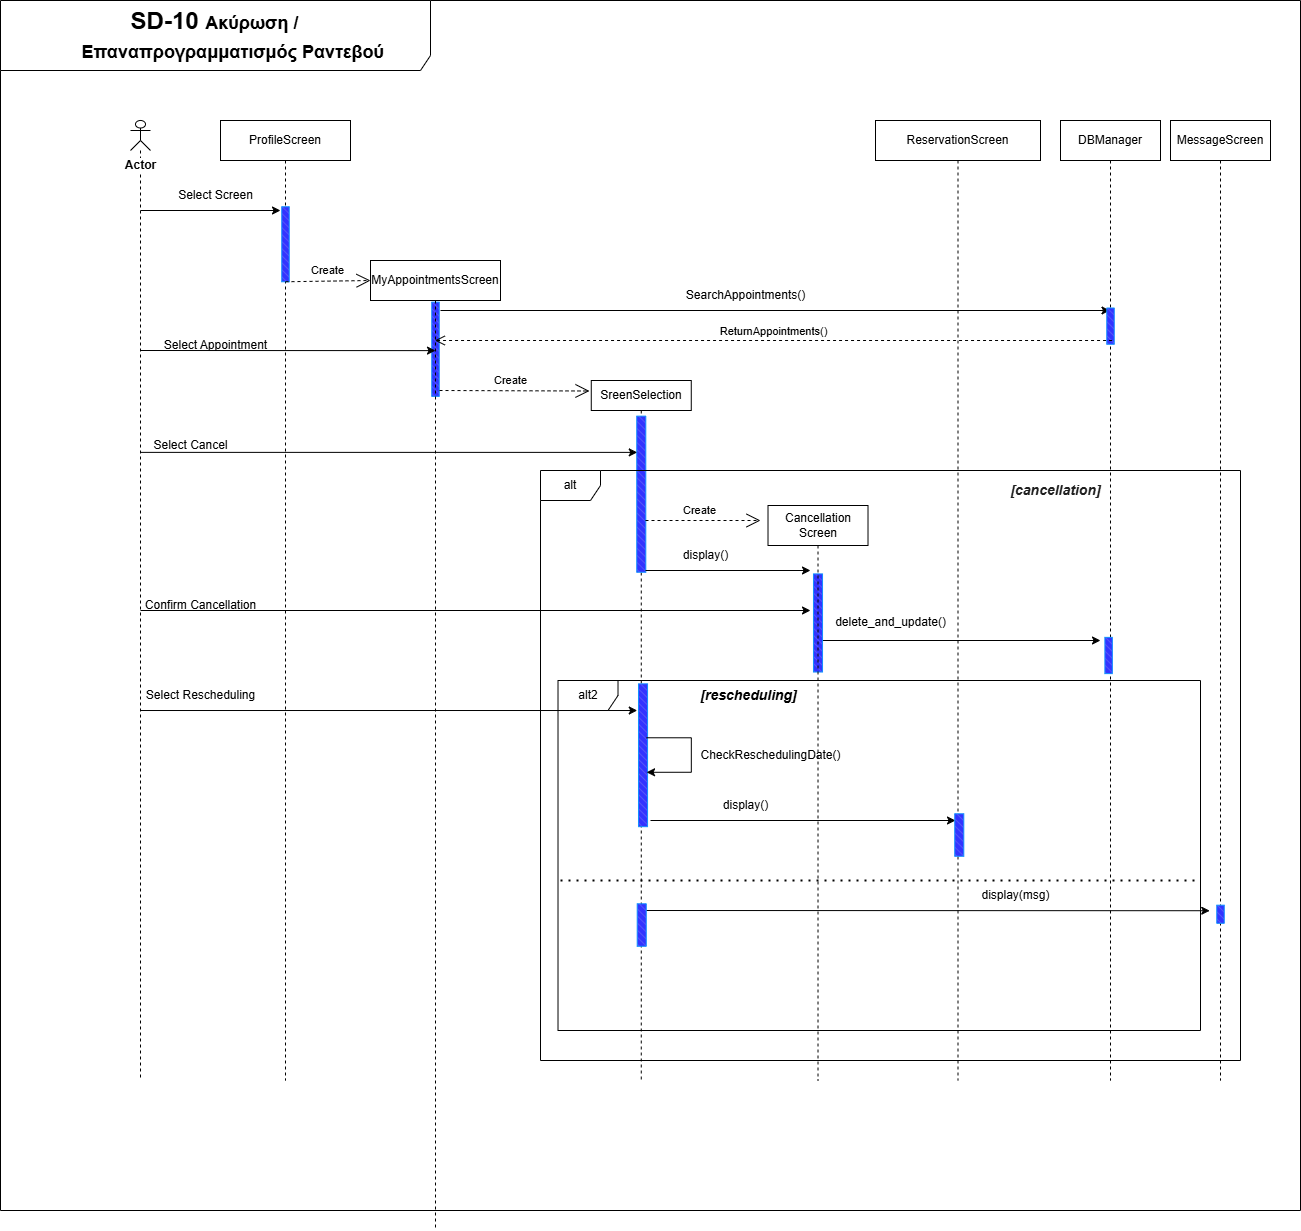 SD-10 Ακύρωση /
Επαναπρογραμματισμός Ραντεβού
Actor
ProfileScreen
ReservationScreen
DBManager
MessageScreen
Select Screen
Create
MyAppointmentsScreen
SearchAppointments()
ReturnAppointments()
Select Appointment
Create
SreenSelection
Select Cancel
alt
[cancellation]
Create
Cancellation
Screen
display()
Confirm Cancellation
delete_and_update()
Select Rescheduling
alt2
[rescheduling]
CheckReschedulingDate()
display()
display(msg)